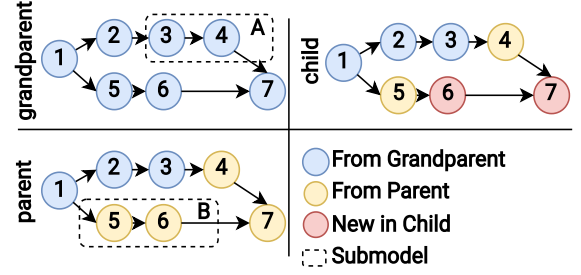 grandparent
A
1 2 3 4
5 6 7
child
1 2 3 4
5 6 7
parent
1 2 3 4
5 6 B 7
From Grandparent
From Parent
New in Child
Submodel